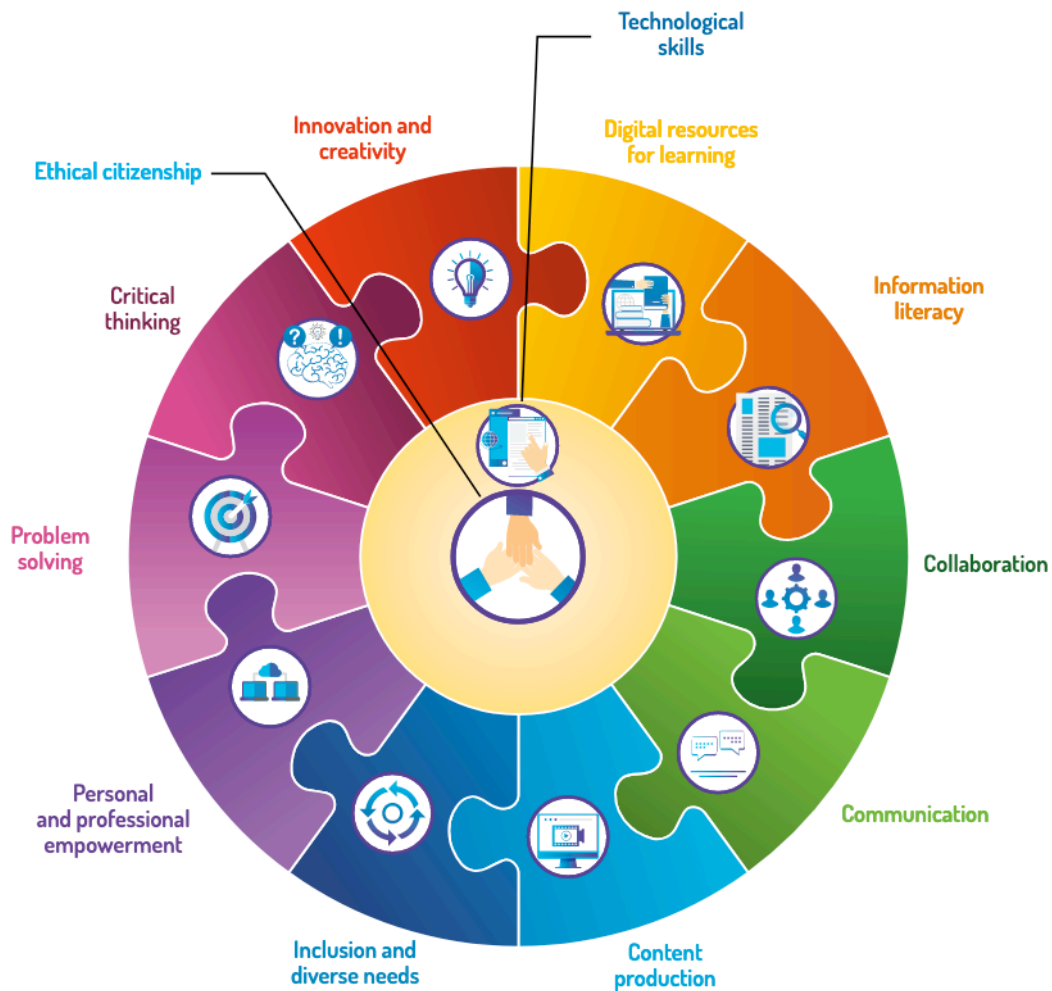 Technological
skills
Innovation and
creativity
Digital resources
for learning
Ethical citizenship
Critical
thinking
Information
literacy
Problem
solving
Collaboration
Personal
and professional
empowerment
Communication
Inclusion and
diverse needs
Content
production
? !